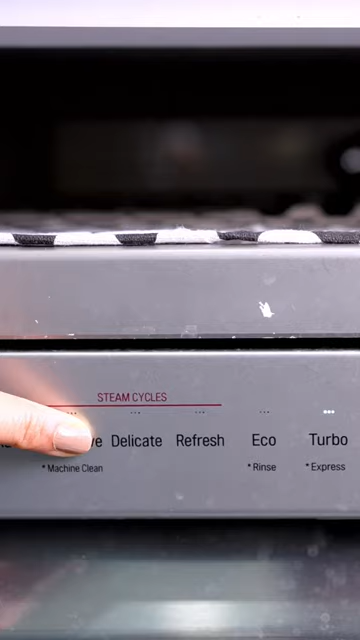 STEAM CYCLES
Delicate Refresh Eco Turbo
* Machine Clean * Rinse * Express